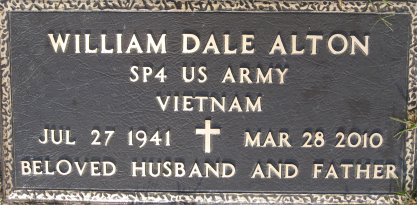 WILLIAM DALE ALTON
SP4 US ARMY
VIETNAM
JUL 27 1941 MAR 28 2010
BELOVED HUSBAND AND FATHER